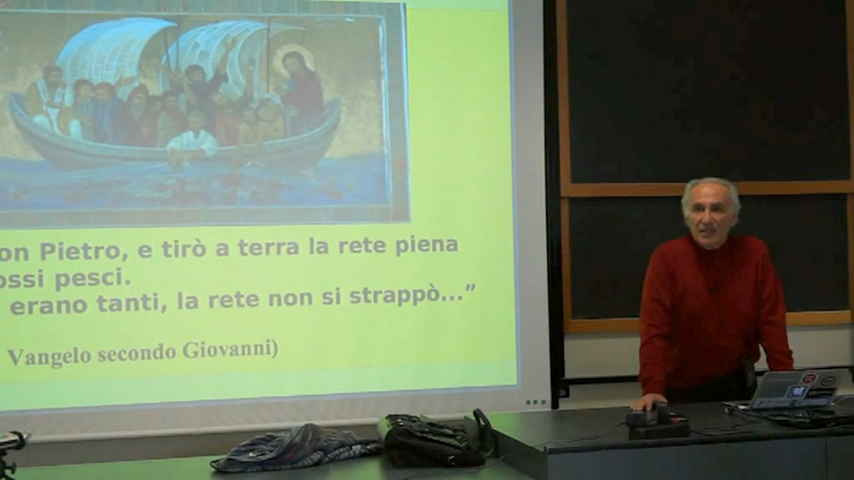 on Pietro, e tirò a terra la rete piena
ossi pesci.
erano tanti, la rete non si strappò...”
Vangelo secondo Giovanni)